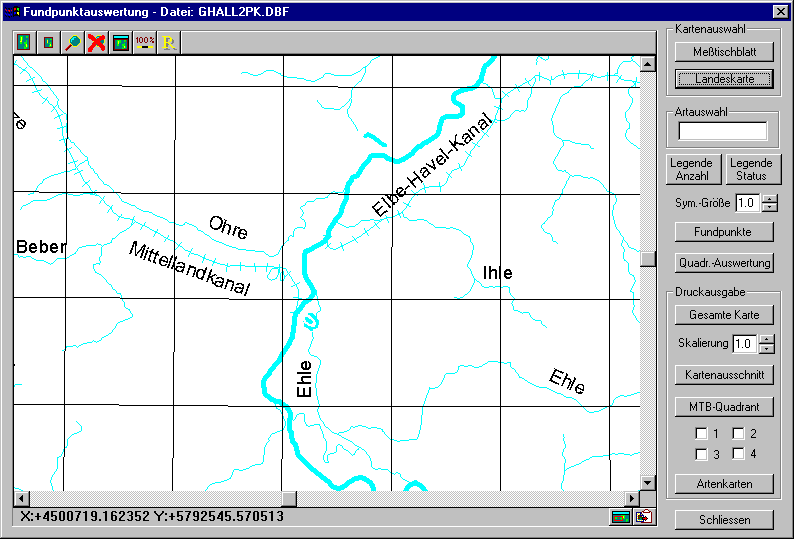 Fundpunktauswertung - Datei: GHALL2PK.DBF
100%
R
Kartenauswahl
Meßtischblatt
Landeskarte
Artauswahl
Legende Anzahl
Legende Status
Sym.-Größe 1.0
Fundpunkte
Quadr.-Auswertung
Druckausgabe
Gesamte Karte
Skalierung 1.0
Kartenausschnitt
MTB-Quadrant
1 2
3 4
Artenkarten
Schliessen
Elbe-Havel-Kanal
Ohre
Beber
Mittellandkanal
Ihle
Ehle
Ehle
X:+4500719.162352 Y:+5792545.570513